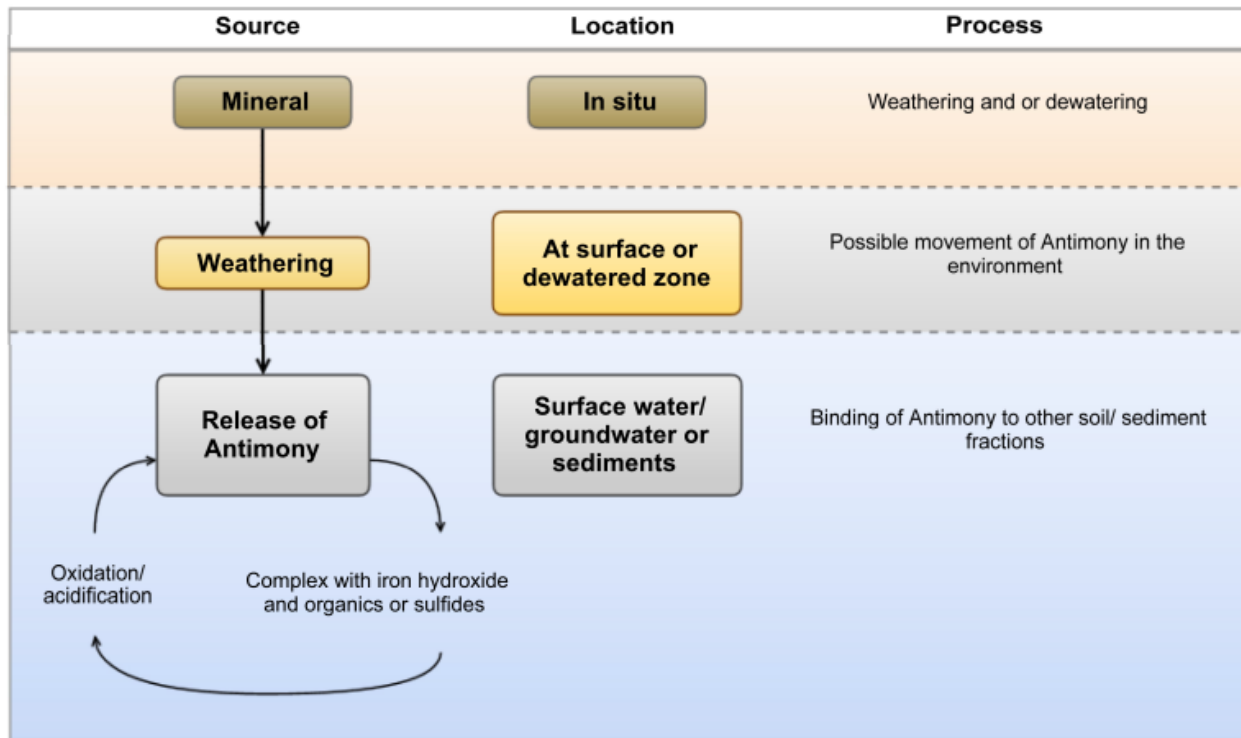 Source Location Process
Mineral
In situ
Weathering and or dewatering
Weathering
At surface or
dewatered zone
Possible movement of Antimony in the
environment
Release of
Antimony
Surface water/
groundwater or
sediments
Binding of Antimony to other soil/ sediment
fractions
Oxidation/
acidification
Complex with iron hydroxide
and organics or sulfides